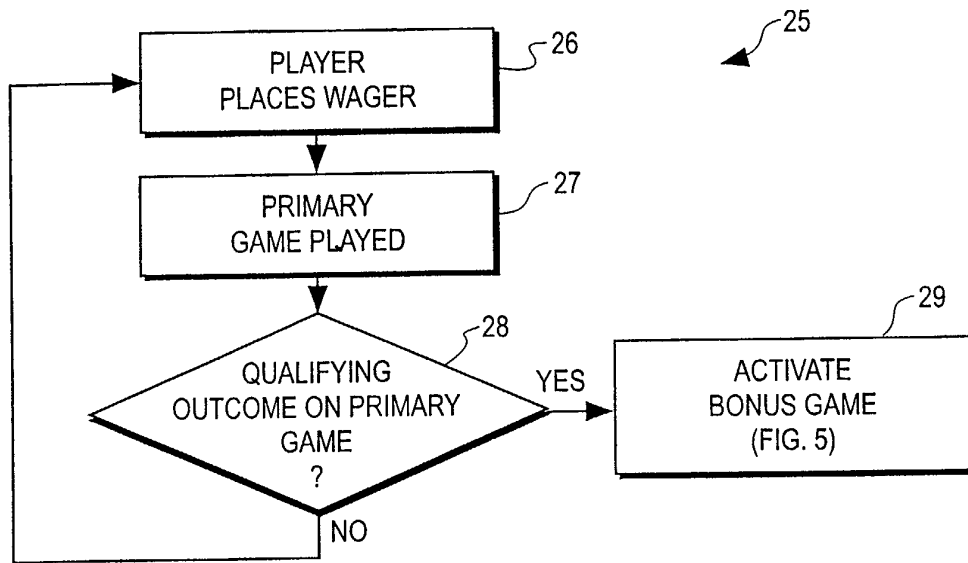 25
26
PLAYER
PLACES WAGER
27
PRIMARY
GAME PLAYED
28
QUALIFYING
OUTCOME ON PRIMARY
GAME
?
YES
NO
29
ACTIVATE
BONUS GAME
(FIG. 5)